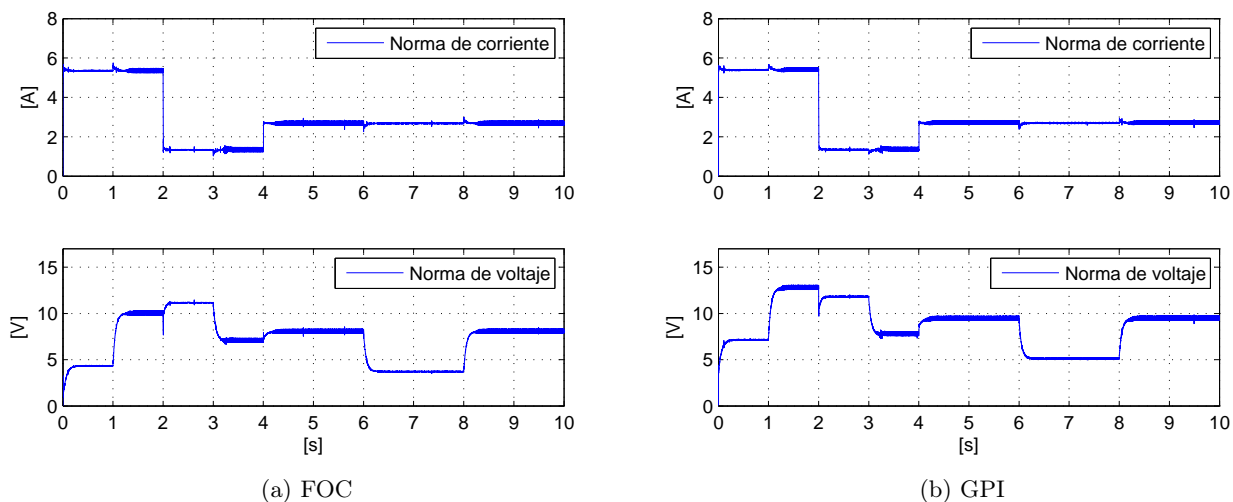 8
6
4
2
0
[A]
Norma de corriente
0 1 2 3 4 5 6 7 8 9 10
15
10
5
0
[V]
Norma de voltaje
0 1 2 3 4 5 6 7 8 9 10
[s]
(a) FOC
8
6
4
2
0
[A]
Norma de corriente
0 1 2 3 4 5 6 7 8 9 10
15
10
5
0
[V]
Norma de voltaje
0 1 2 3 4 5 6 7 8 9 10
[s]
(b) GPI